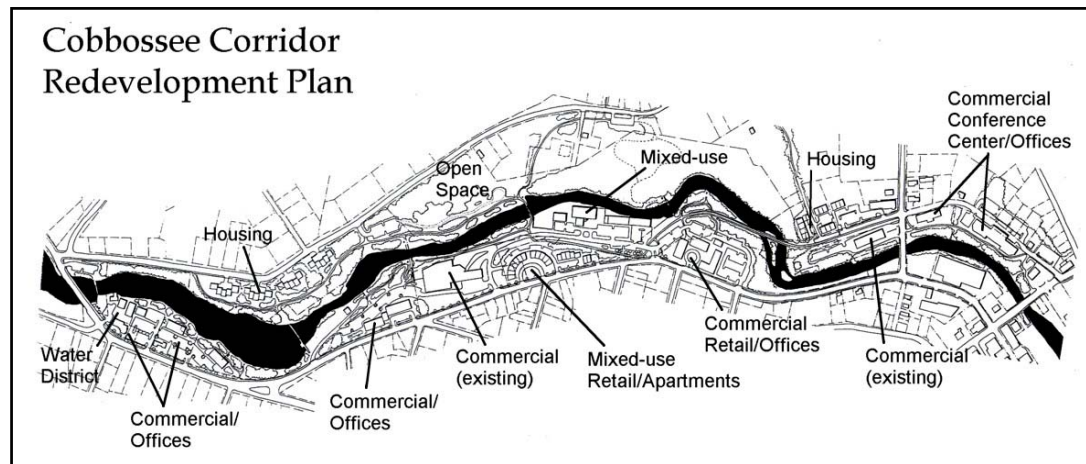 Cobbossee Corridor
Redevelopment Plan
Commercial
Conference
Center/Offices
Mixed-use
Housing
Open
Space
Housing
Water
District
Commercial/
Offices
Commercial/
Offices
Commercial
(existing)
Mixed-use
Retail/Apartments
Commercial
Retail/Offices
Commercial
(existing)